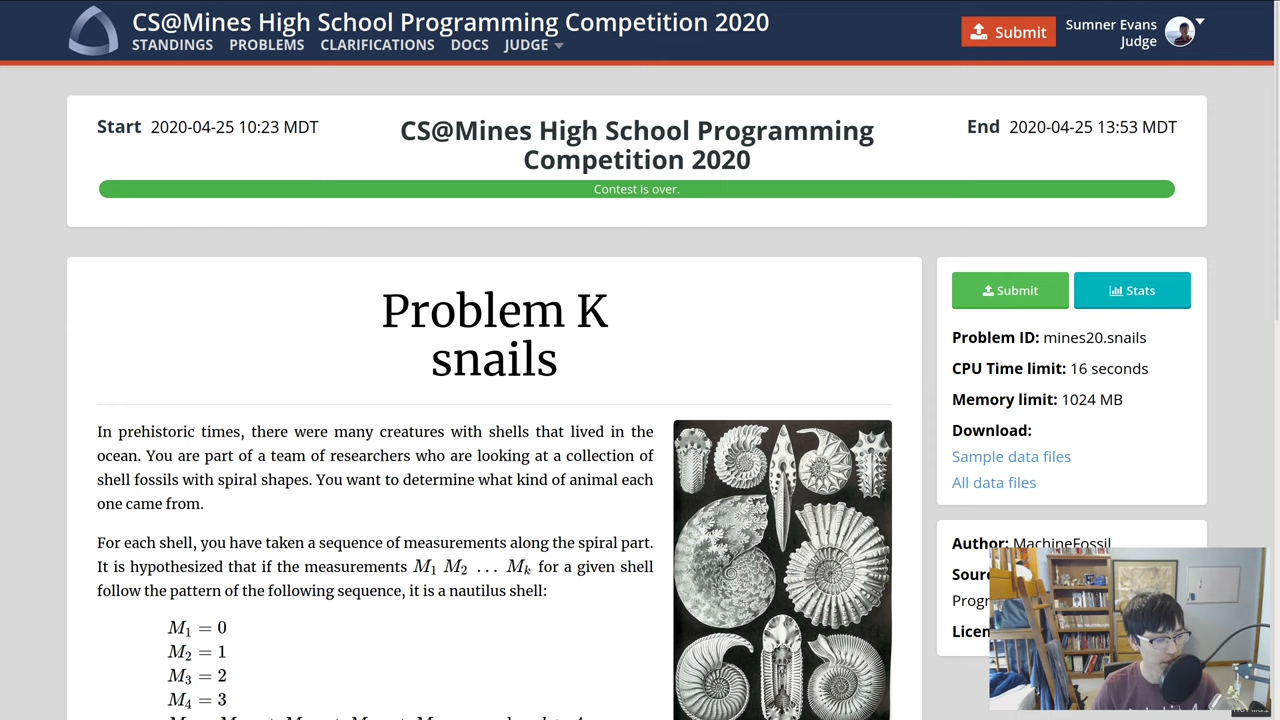 CS@Mines High School Programming Competition 2020
STANDINGS PROBLEMS CLARIFICATIONS DOCS JUDGE
Submit
Sumner Evans
Judge
Start 2020-04-25 10:23 MDT
CS@Mines High School Programming
Competition 2020
End 2020-04-25 13:53 MDT
Contest is over.
Problem K
snails
In prehistoric times, there were many creatures with shells that lived in the
ocean. You are part of a team of researchers who are looking at a collection of
shell fossils with spiral shapes. You want to determine what kind of animal each
one came from.
For each shell, you have taken a sequence of measurements along the spiral part.
It is hypothesized that if the measurements M₁ M₂ … Mₖ for a given shell
follow the pattern of the following sequence, it is a nautilus shell:
M₁ = 0
M₂ = 1
M₃ = 2
M₄ = 3
Submit
Stats
Problem ID: mines20.snails
CPU Time limit: 16 seconds
Memory limit: 1024 MB
Download:
Sample data files
All data files
Author: MachineFossil